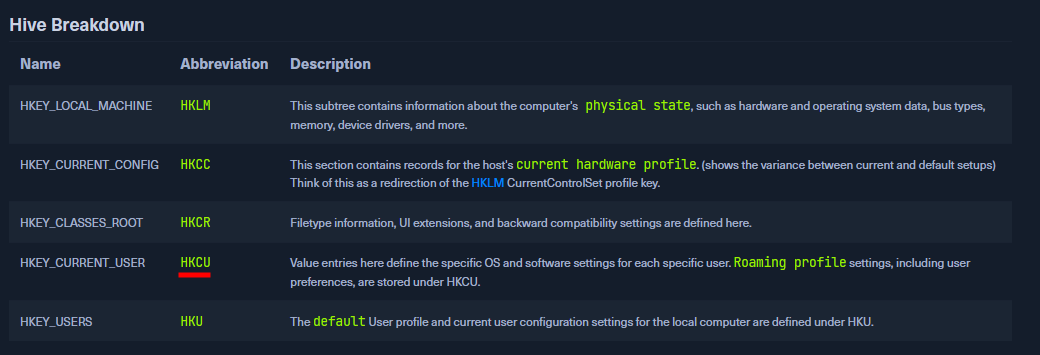 Hive Breakdown
Name Abbreviation Description
HKEY_LOCAL_MACHINE HKLM This subtree contains information about the computer's physical state, such as hardware and operating system data, bus types,
memory, device drivers, and more.
HKEY_CURRENT_CONFIG HKCC This section contains records for the host's current hardware profile. (shows the variance between current and default setups)
Think of this as a redirection of the HKLM CurrentControlSet profile key.
HKEY_CLASSES_ROOT HKCR Filetype information, UI extensions, and backward compatibility settings are defined here.
HKEY_CURRENT_USER HKCU Value entries here define the specific OS and software settings for each specific user. Roaming profile settings, including user
preferences, are stored under HKCU.
HKEY_USERS HKU The default User profile and current user configuration settings for the local computer are defined under HKU.